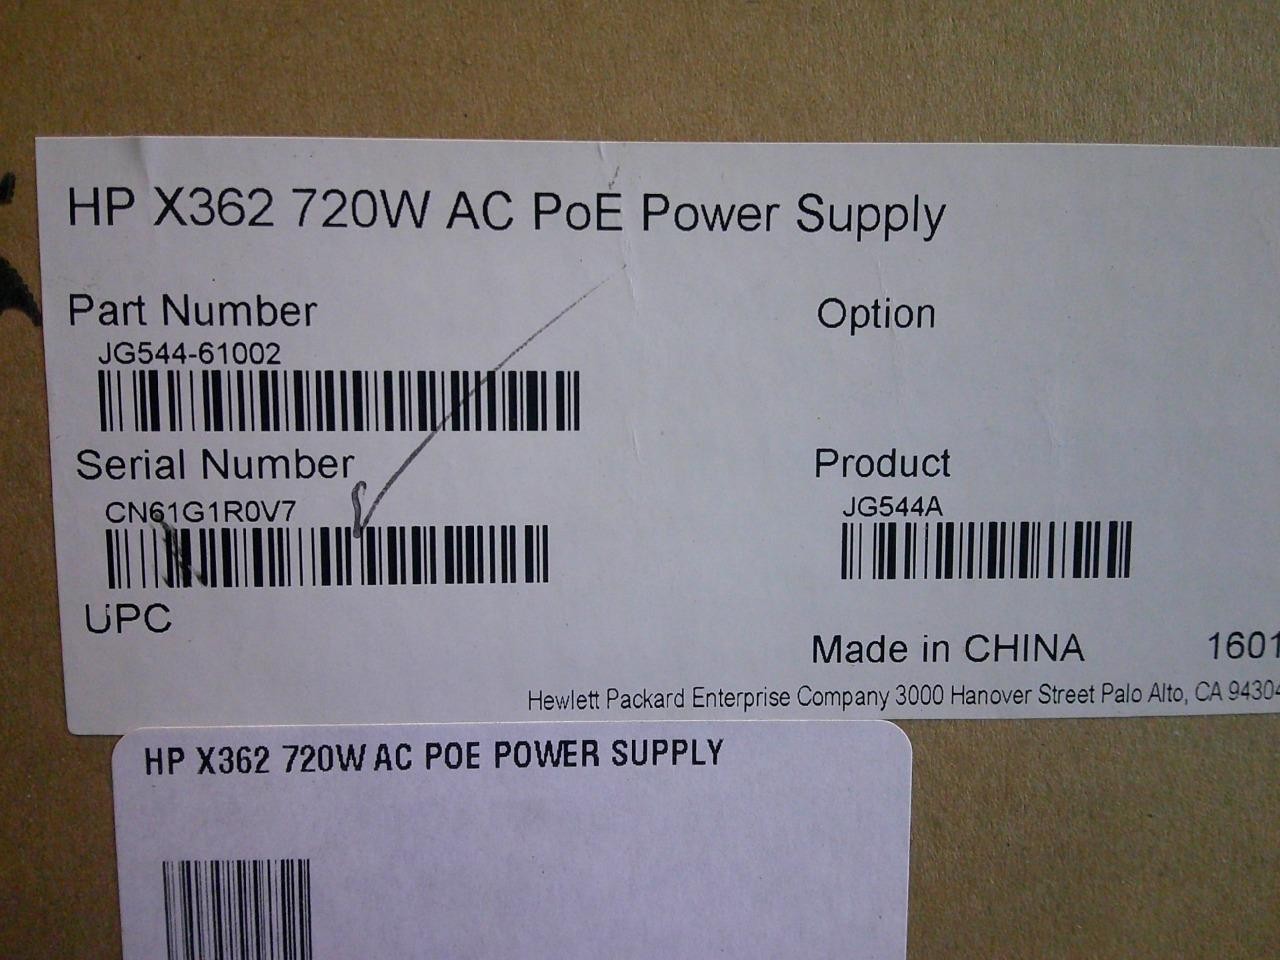 HP X362 720W AC PoE Power Supply
Part Number
Option
JG544-61002
Serial Number
Product
CN61G1R0V7
JG544A
UPC
Made in CHINA 1601
Hewlett Packard Enterprise Company 3000 Hanover Street Palo Alto, CA 94304
HP X362 720W AC POE POWER SUPPLY